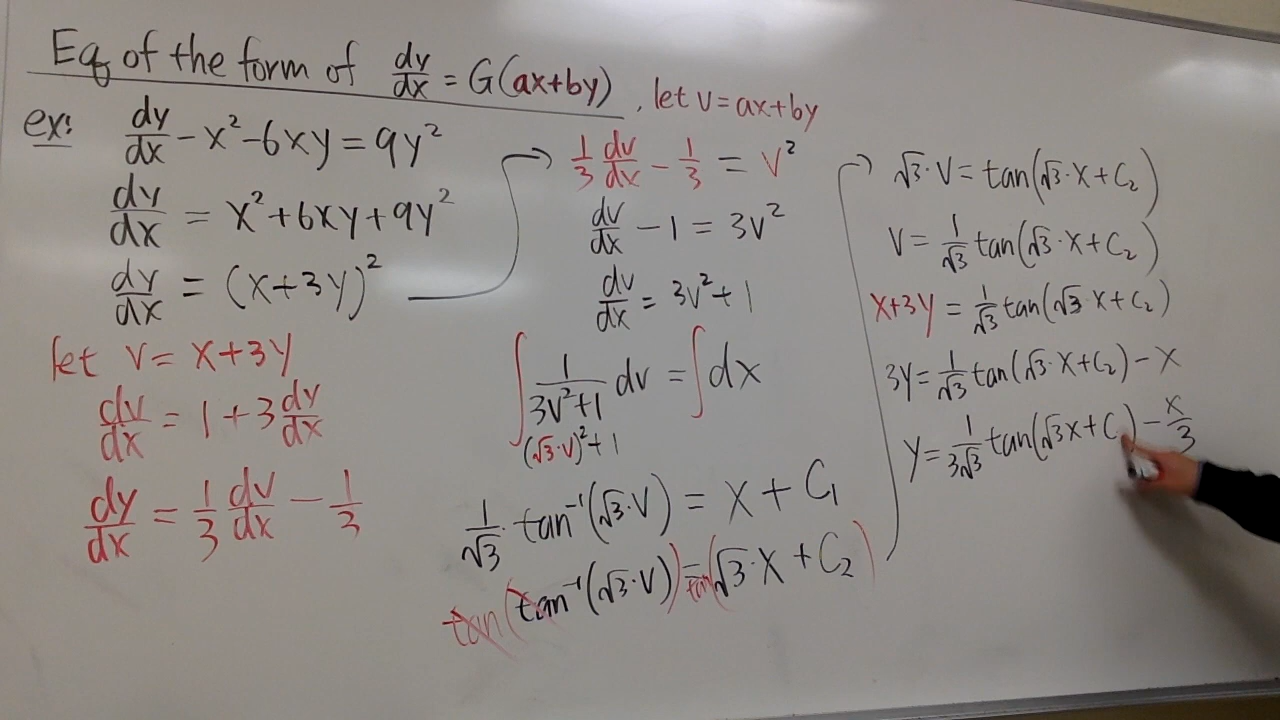 Eq of the form of dy/dx = G(ax+by), let v=ax+by
ex: dy/dx - x² - 6xy = 9y²
dy/dx = x² + 6xy + 9y²
dy/dx = (x+3y)²
let v = x+3y
dv/dx = 1 + 3 dy/dx
dy/dx = 1/3 dv/dx - 1/3
1/3 dv/dx - 1/3 = v²
dv/dx - 1 = 3v²
dv/dx = 3v² + 1
∫ 1/(3v²+1) dv = ∫ dx
(√3·v)² + 1
1/√3 · tan⁻¹(√3·v) = x + C₁
tan(tan⁻¹(√3·v)) = tan(√3·x + C₂)
√3·v = tan(√3·x + C₂)
v = 1/√3 tan(√3·x + C₂)
x+3y = 1/√3 tan(√3 x + C₂)
3y = 1/√3 tan(√3·x + C₂) - x
y = 1/(3√3) tan(√3x + C) - x/3